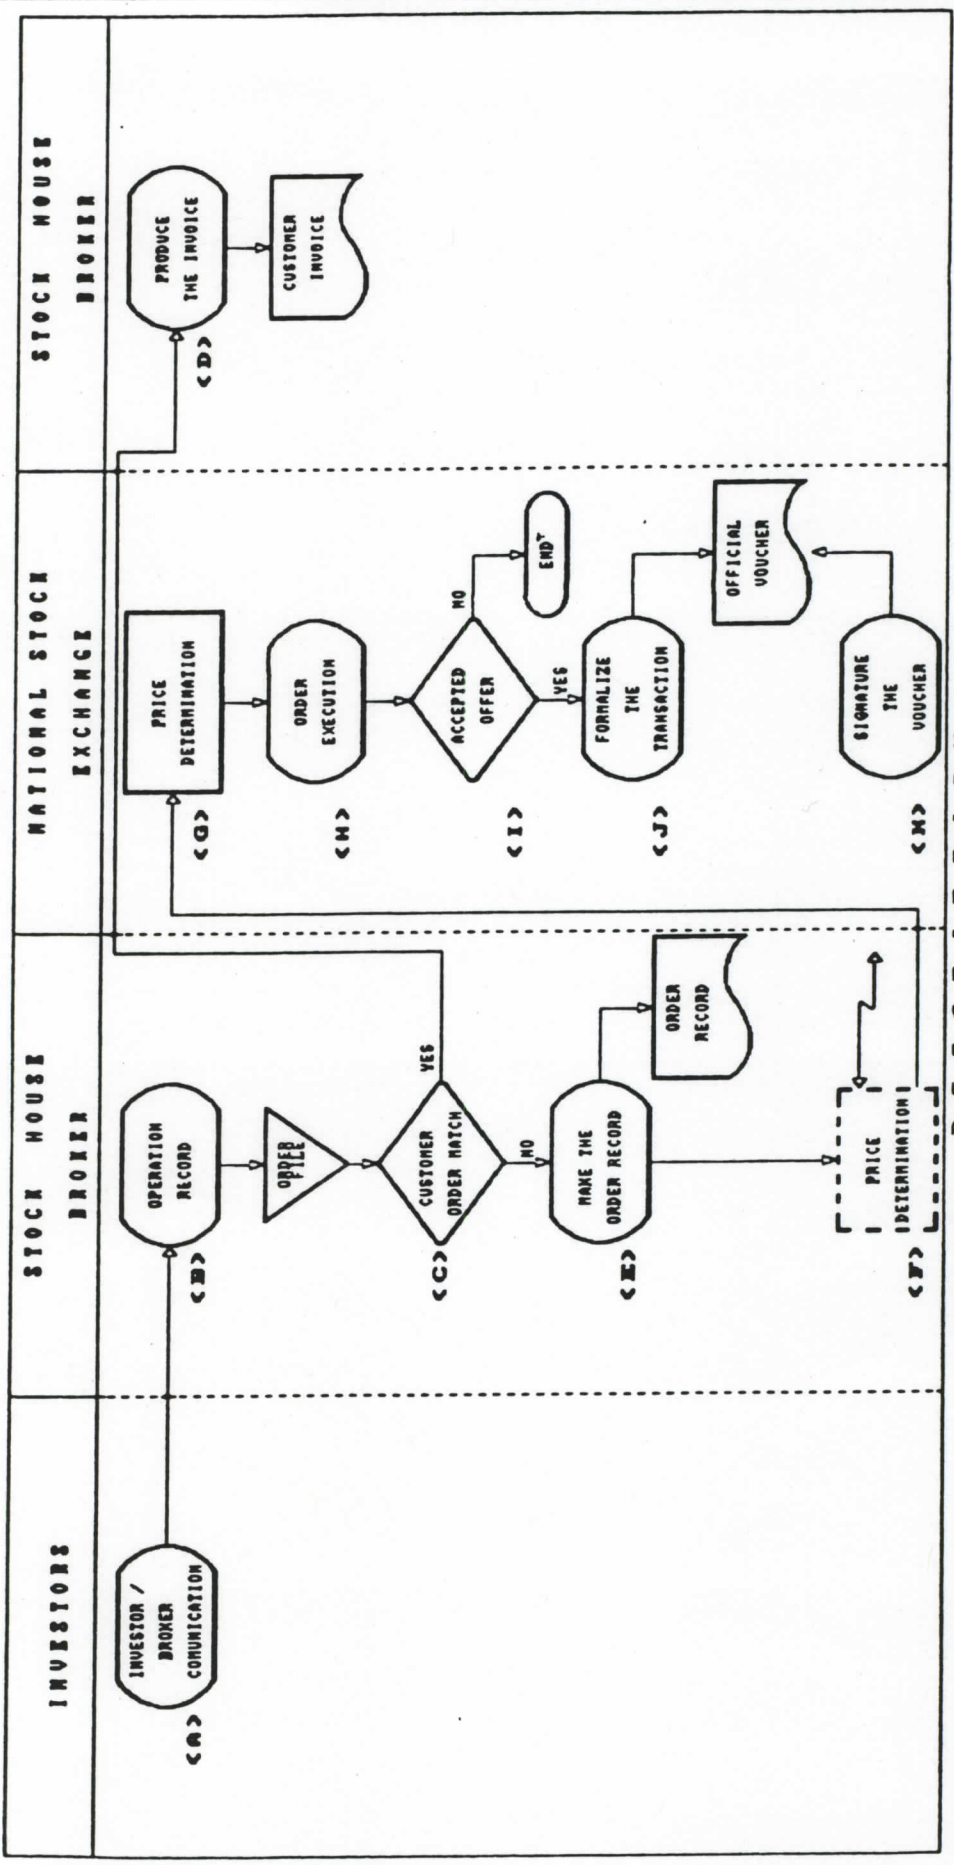 INVESTORS
STOCK HOUSE
BROKER
NATIONAL STOCK
EXCHANGE
STOCK HOUSE
BROKER
INVESTOR /
BROKER
COMUNICATION
<A>
OPERATION
RECORD
<B>
ORDER
FILE
CUSTOMER
ORDER MATCH
YES
NO
<C>
MAKE THE
ORDER RECORD
<E>
ORDER
RECORD
PRICE
DETERMINATION
<F>
PRICE
DETERMINATION
<G>
ORDER
EXECUTION
<H>
ACCEPTED
OFFER
NO
YES
<I>
END
FORMALIZE
THE
TRANSACTION
<J>
OFFICIAL
VOUCHER
SIGNATURE
THE
VOUCHER
PRODUCE
THE INVOICE
<D>
CUSTOMER
INVOICE